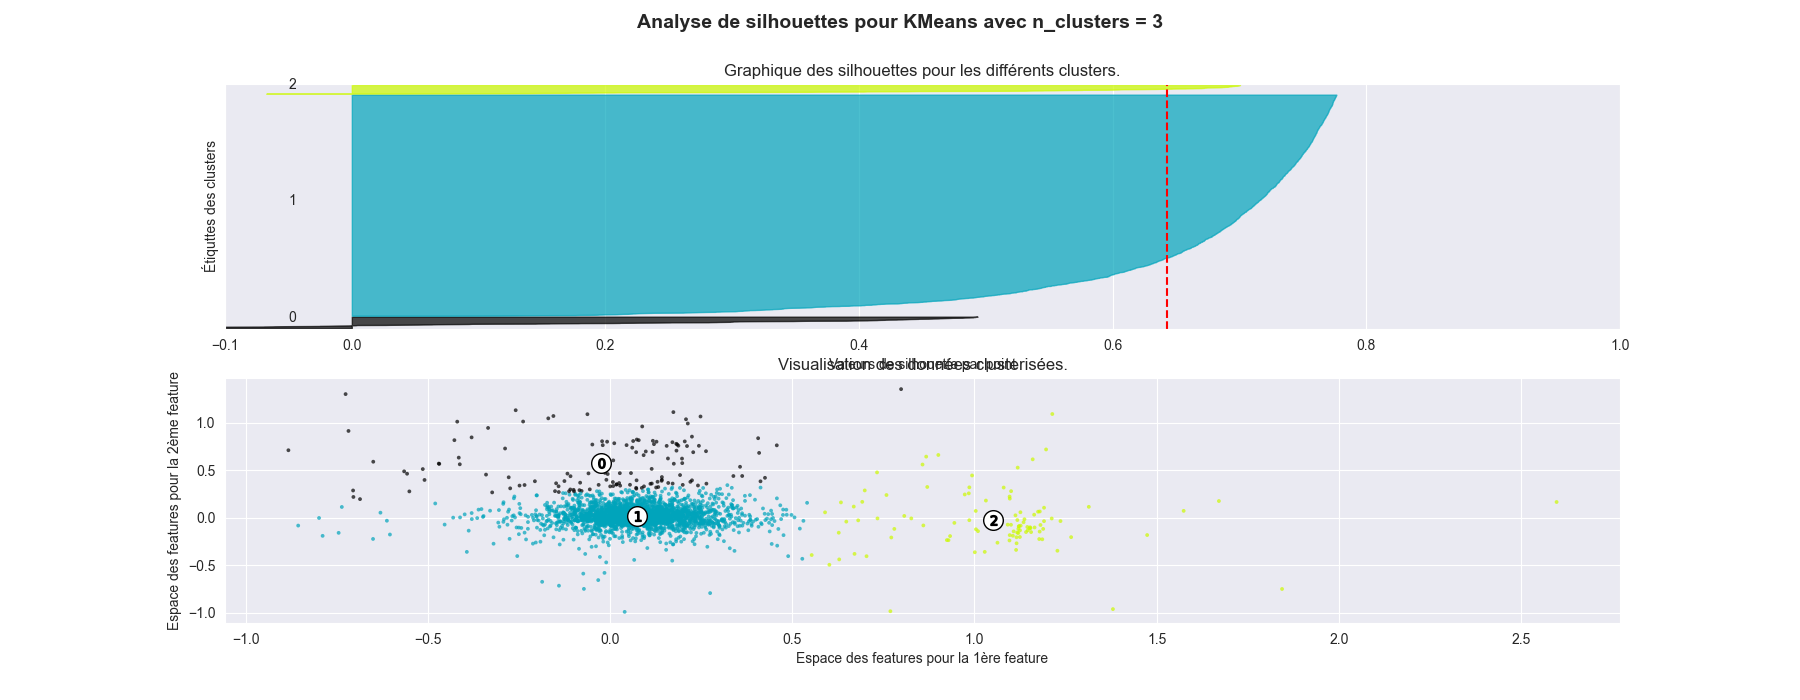 Analyse de silhouettes pour KMeans avec n_clusters = 3
Graphique des silhouettes pour les différents clusters.
2
1
0
Étiquttes des clusters
−0.1 0.0 0.2 0.4 0.6 0.8 1.0
Visualisation des données clusterisées.
1.0
0.5
0.0
−0.5
−1.0
Espace des features pour la 2ème feature
0
1
2
−1.0 −0.5 0.0 0.5 1.0 1.5 2.0 2.5
Espace des features pour la 1ère feature